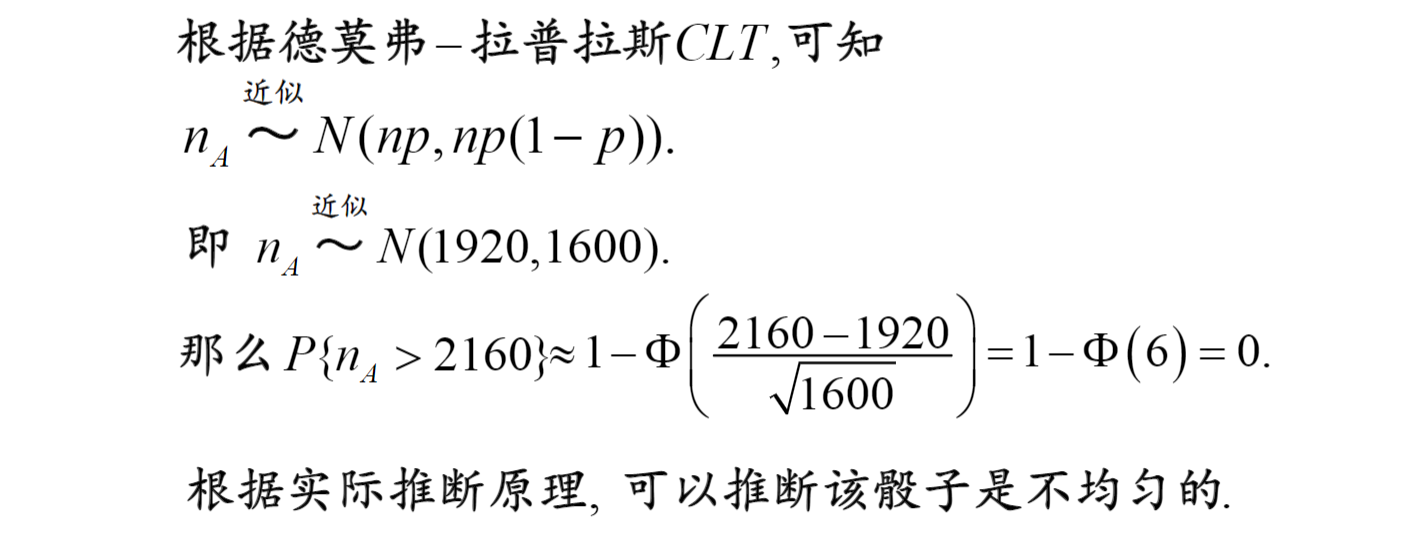 根据德莫弗–拉普拉斯CLT,可知
近似
n_A ～ N(np,np(1−p)).
近似
即 n_A ～ N(1920,1600).
那么P{n_A > 2160}≈1−Φ((2160−1920)/√1600)=1−Φ(6)=0.
根据实际推断原理, 可以推断该骰子是不均匀的.